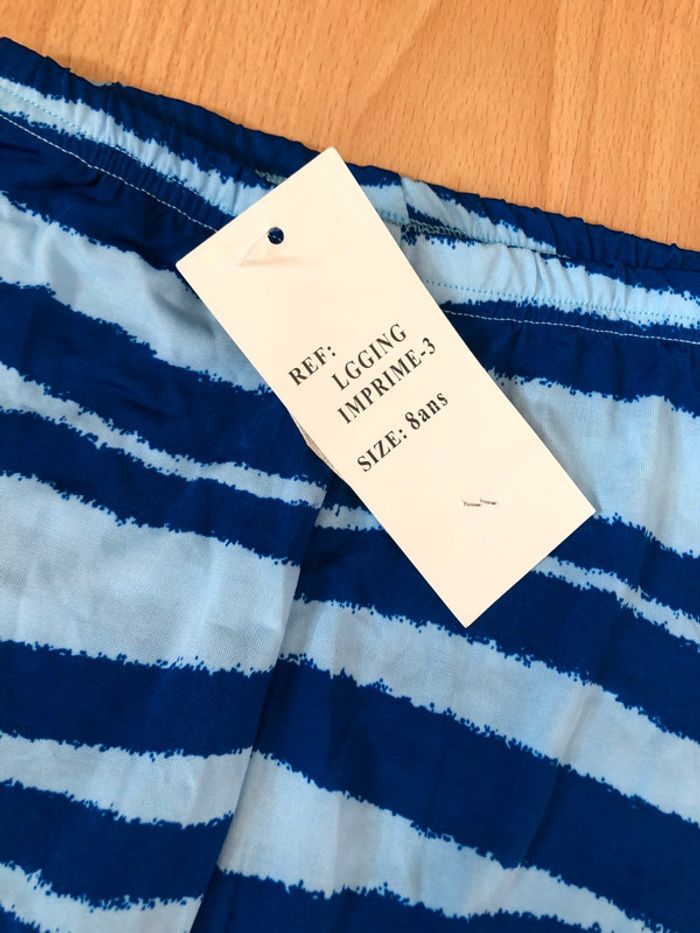 REF:
LGGING
IMPRIME-3
SIZE: 8ans